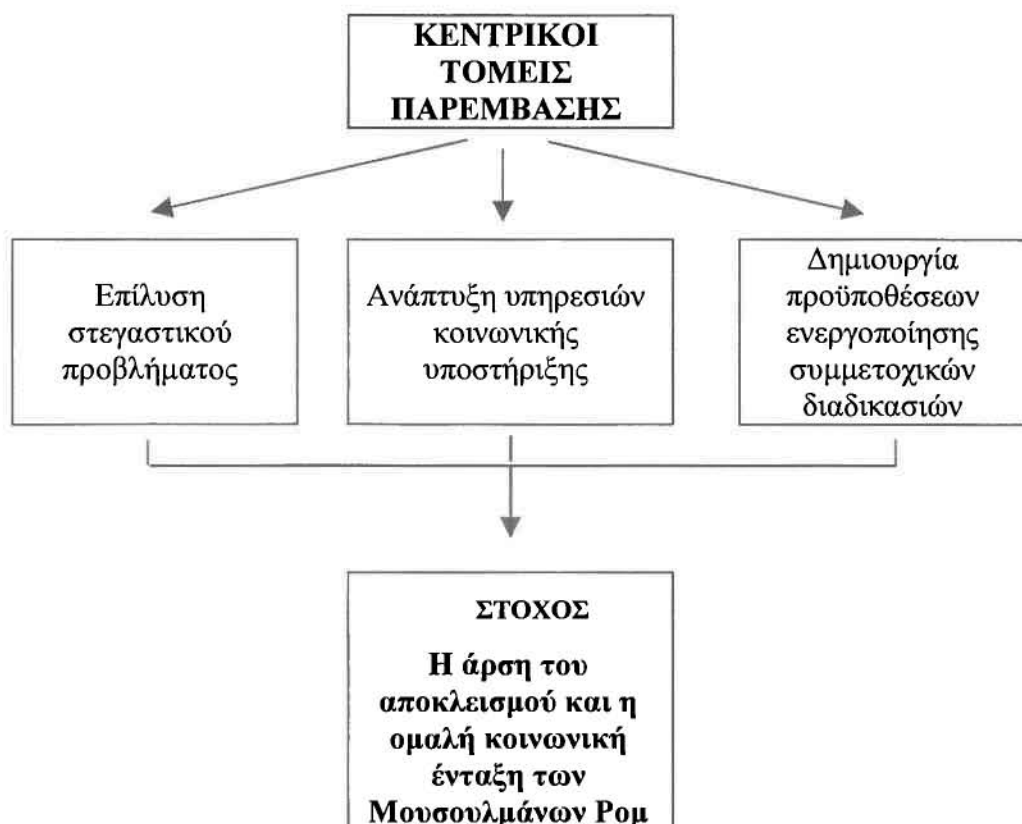 ΚΕΝΤΡΙΚΟΙ
ΤΟΜΕΙΣ
ΠΑΡΕΜΒΑΣΗΣ
Επίλυση
στεγαστικού
προβλήματος
Ανάπτυξη υπηρεσιών
κοινωνικής
υποστήριξης
Δημιουργία
προϋποθέσεων
ενεργοποίησης
συμμετοχικών
διαδικασιών
ΣΤΟΧΟΣ
Η άρση του
αποκλεισμού και η
ομαλή κοινωνική
ένταξη των
Μουσουλμάνων Ρομ